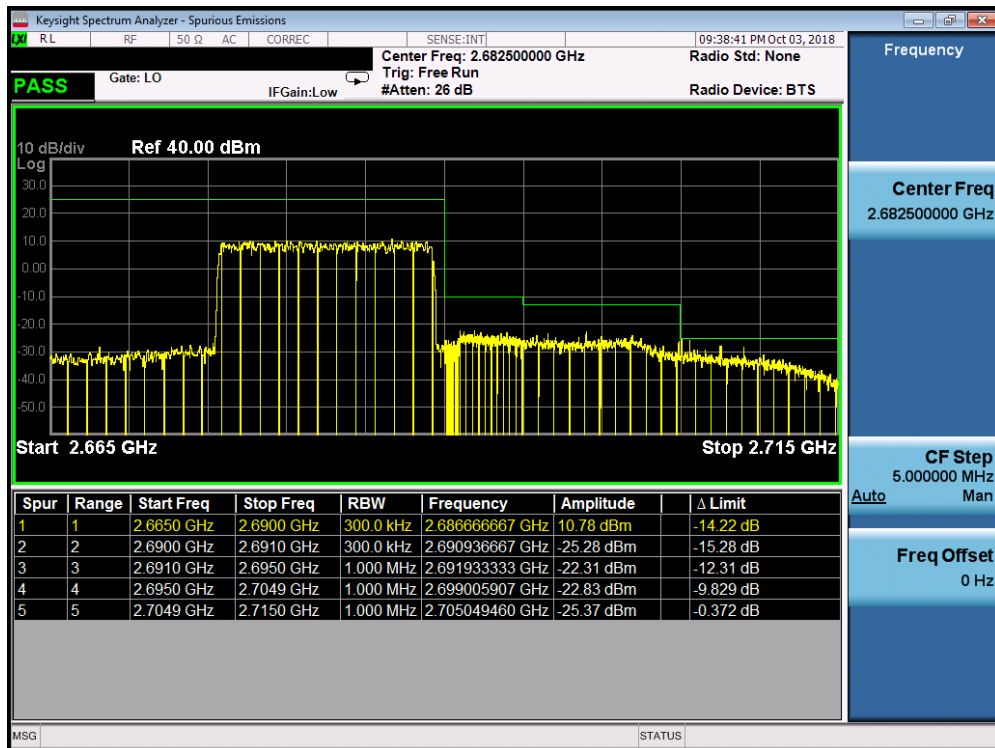 Keysight Spectrum Analyzer - Spurious Emissions
LXI RL RF 50 Ω AC CORREC SENSE:INT 09:38:41 PM Oct 03, 2018
Center Freq: 2.682500000 GHz Radio Std: None
PASS Gate: LO Trig: Free Run
IFGain:Low #Atten: 26 dB Radio Device: BTS
10 dB/div Ref 40.00 dBm
Log
30.0
20.0
10.0
0.00
-10.0
-20.0
-30.0
-40.0
-50.0
Start 2.665 GHz Stop 2.715 GHz
Spur Range Start Freq Stop Freq RBW Frequency Amplitude Δ Limit
1 1 2.6650 GHz 2.6900 GHz 300.0 kHz 2.686666667 GHz 10.78 dBm -14.22 dB
2 2 2.6900 GHz 2.6910 GHz 300.0 kHz 2.690936667 GHz -25.28 dBm -15.28 dB
3 3 2.6910 GHz 2.6950 GHz 1.000 MHz 2.691933333 GHz -22.31 dBm -12.31 dB
4 4 2.6950 GHz 2.7049 GHz 1.000 MHz 2.699005907 GHz -22.83 dBm -9.829 dB
5 5 2.7049 GHz 2.7150 GHz 1.000 MHz 2.705049460 GHz -25.37 dBm -0.372 dB
MSG STATUS
Frequency
Center Freq
2.682500000 GHz
CF Step
5.000000 MHz
Auto Man
Freq Offset
0 Hz